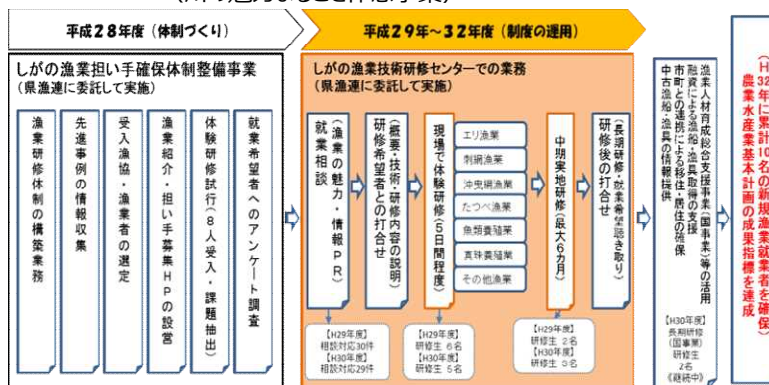 平成28年度(体制づくり)
平成29年~32年度(制度の運用)
しがの漁業担い手確保体制整備事業
(県漁連に委託して実施)
漁業研修体制の構築業務
先進事例の情報収集
受入漁協・漁業者の選定
漁業紹介・担い手募集HPの設営
体験研修試行(8人受入・課題抽出)
就業希望者へのアンケート調査
しがの漁業技術研修センターでの業務
(県漁連に委託して実施)
就業相談
(漁業の魅力・情報PR)
研修希望者との打合せ
(概要・技術・研修内容の説明)
現場で体験研修(5日間程度)
エリ漁業
刺網漁業
沖曳網漁業
たつべ漁業
魚類養殖業
真珠養殖業
その他漁業
中期実地研修(最大6カ月)
研修後の打合せ
(長期研修・就業希望聴き取り)
【H29年度】
相談対応30件
【H30年度】
相談対応29件
【H29年度】
研修生 6名
【H30年度】
研修生 5名
【H29年度】
研修生 2名
【H30年度】
研修生 0名
漁業人材育成総合支援事業(国事業)等の活用
融資による漁船・漁具取得の支援
市町との連携による移住・居住の確保
中古漁船・漁具の情報提供
【H30年度】
長期研修
(国事業)
研修生
2名
《継続中》
(H32年に累計10名の新規漁業就業者を確保)
農業水産業基本計画の成果指標を達成